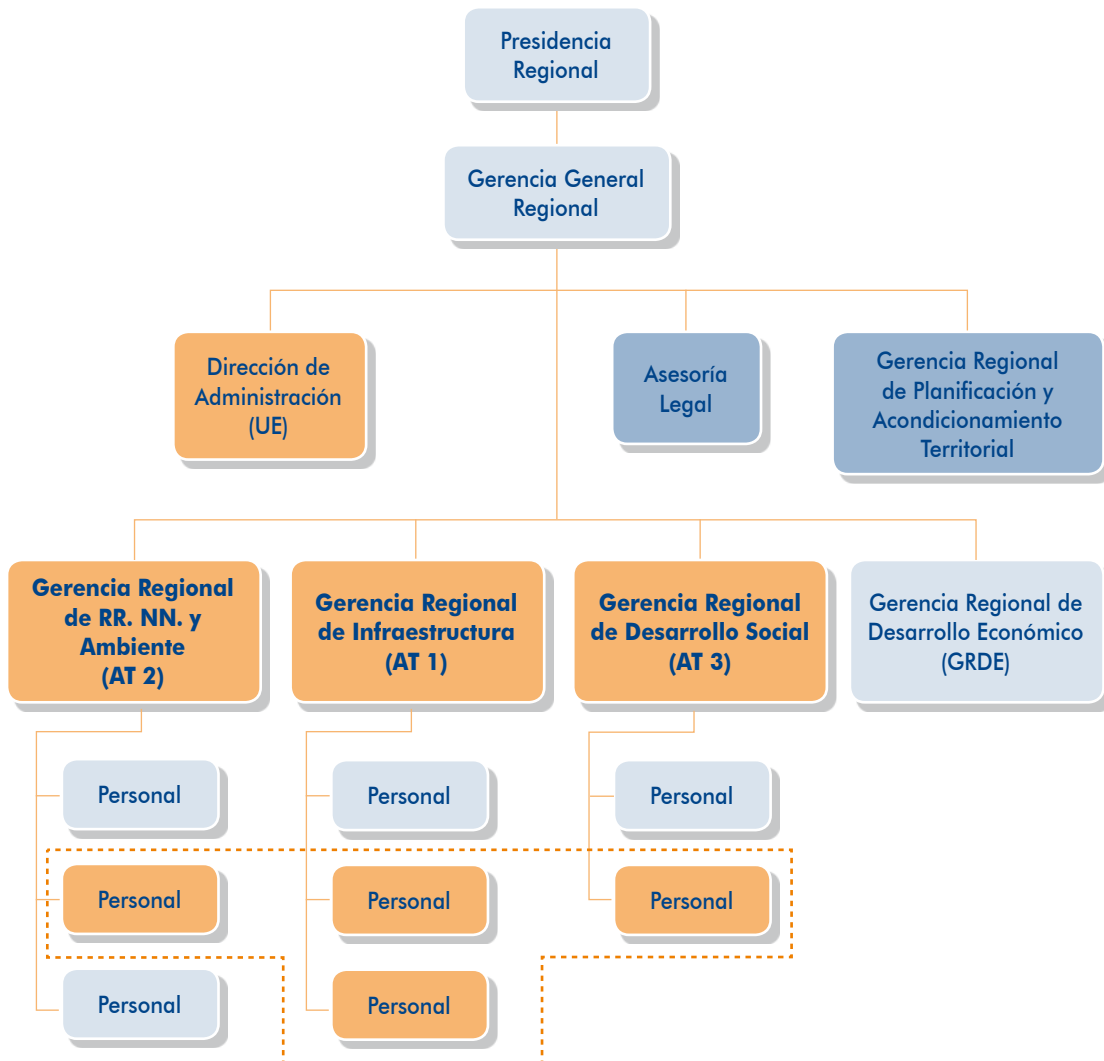 Presidencia
Regional
Gerencia General
Regional
Dirección de
Administración
(UE)
Asesoría
Legal
Gerencia Regional
de Planificación y
Acondicionamiento
Territorial
Gerencia Regional
de RR. NN. y
Ambiente
(AT 2)
Gerencia Regional
de Infraestructura
(AT 1)
Gerencia Regional
de Desarrollo Social
(AT 3)
Gerencia Regional de
Desarrollo Económico
(GRDE)
Personal
Personal
Personal
Personal
Personal
Personal
Personal
Personal